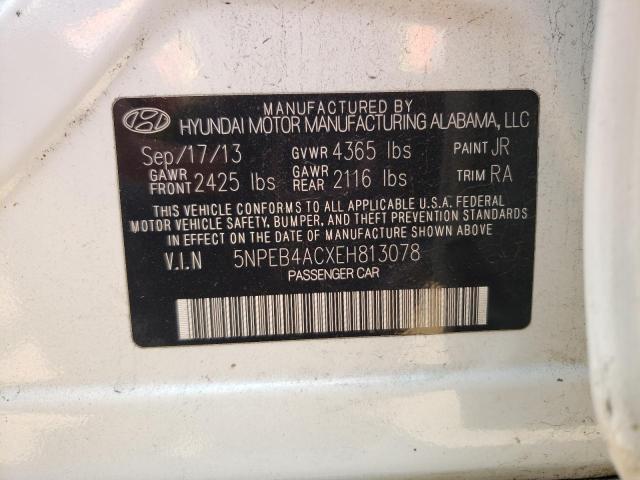 MANUFACTURED BY
HYUNDAI MOTOR MANUFACTURING ALABAMA, LLC
Sep/17/13 GVWR 4365 lbs PAINT JR
GAWR FRONT 2425 lbs GAWR REAR 2116 lbs TRIM RA
THIS VEHICLE CONFORMS TO ALL APPLICABLE U.S.A. FEDERAL
MOTOR VEHICLE SAFETY, BUMPER, AND THEFT PREVENTION STANDARDS
IN EFFECT ON THE DATE OF MANUFACTURE SHOWN ABOVE.
V.I.N 5NPEB4ACXEH813078
PASSENGER CAR